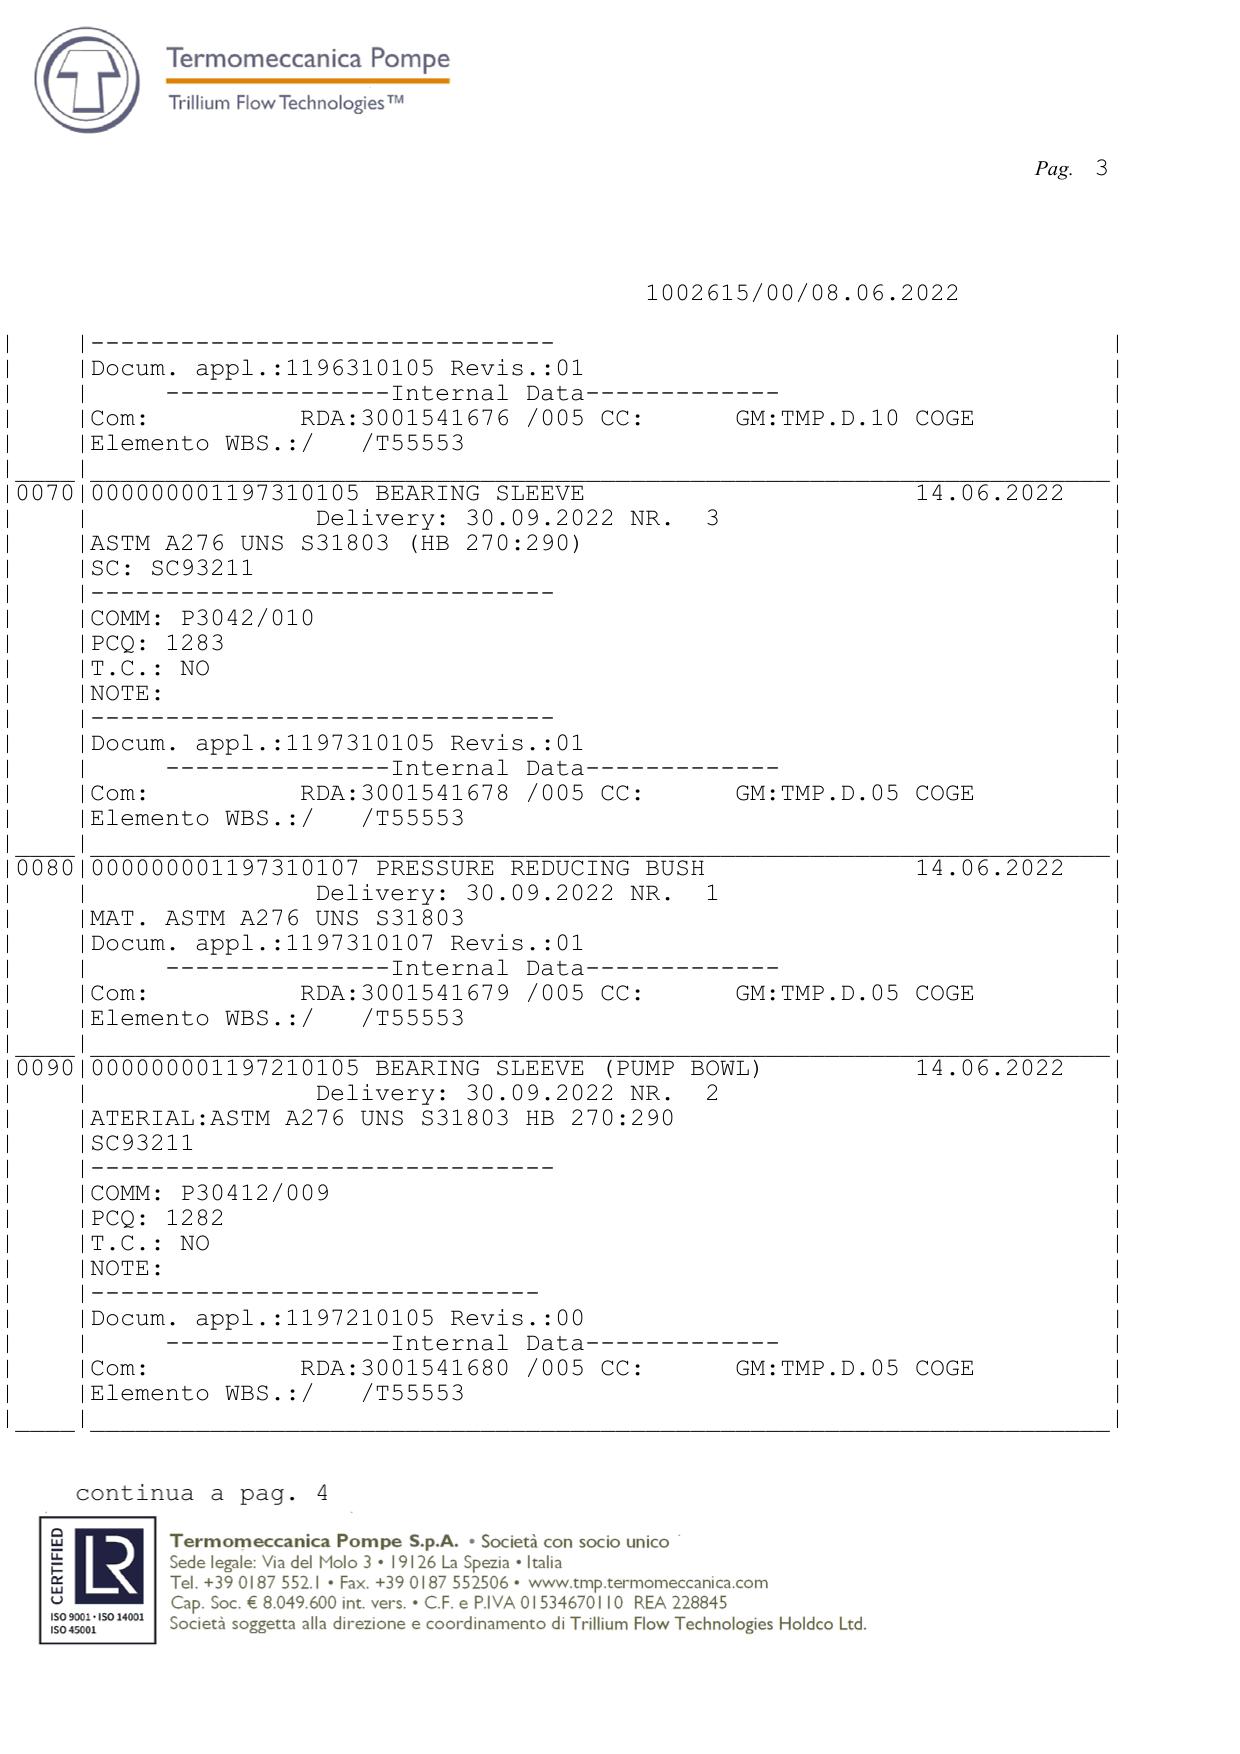 Termomeccanica Pompe
Trillium Flow Technologies™
Pag. 3
1002615/00/08.06.2022
| |-------------------------------
| |Docum. appl.:1196310105 Revis.:01 |
| | ---------------Internal Data-------------
| |Com: RDA:3001541676 /005 CC: GM:TMP.D.10 COGE |
| |Elemento WBS.:/ /T55553 |
|____|____________________________________________________________________|
|0070|000000001197310105 BEARING SLEEVE 14.06.2022 |
| | Delivery: 30.09.2022 NR. 3 |
| |ASTM A276 UNS S31803 (HB 270:290) |
| |SC: SC93211 |
| |------------------------------- |
| |COMM: P3042/010 |
| |PCQ: 1283 |
| |T.C.: NO |
| |NOTE: |
| |------------------------------- |
| |Docum. appl.:1197310105 Revis.:01 |
| | ---------------Internal Data------------- |
| |Com: RDA:3001541678 /005 CC: GM:TMP.D.05 COGE |
| |Elemento WBS.:/ /T55553 |
|____|____________________________________________________________________|
|0080|000000001197310107 PRESSURE REDUCING BUSH 14.06.2022 |
| | Delivery: 30.09.2022 NR. 1 |
| |MAT. ASTM A276 UNS S31803 |
| |Docum. appl.:1197310107 Revis.:01 |
| | ---------------Internal Data------------- |
| |Com: RDA:3001541679 /005 CC: GM:TMP.D.05 COGE |
| |Elemento WBS.:/ /T55553 |
|____|____________________________________________________________________|
|0090|000000001197210105 BEARING SLEEVE (PUMP BOWL) 14.06.2022 |
| | Delivery: 30.09.2022 NR. 2 |
| |ATERIAL:ASTM A276 UNS S31803 HB 270:290 |
| |SC93211 |
| |------------------------------- |
| |COMM: P30412/009 |
| |PCQ: 1282 |
| |T.C.: NO |
| |NOTE: |
| |------------------------------ |
| |Docum. appl.:1197210105 Revis.:00 |
| | ---------------Internal Data------------- |
| |Com: RDA:3001541680 /005 CC: GM:TMP.D.05 COGE |
| |Elemento WBS.:/ /T55553 |
|____|____________________________________________________________________|
continua a pag. 4
CERTIFIED
LR
ISO 9001 • ISO 14001
ISO 45001
Termomeccanica Pompe S.p.A. • Società con socio unico
Sede legale: Via del Molo 3 • 19126 La Spezia • Italia
Tel. +39 0187 552.1 • Fax. +39 0187 552506 • www.tmp.termomeccanica.com
Cap. Soc. € 8.049.600 int. vers. • C.F. e P.IVA 01534670110 REA 228845
Società soggetta alla direzione e coordinamento di Trillium Flow Technologies Holdco Ltd.